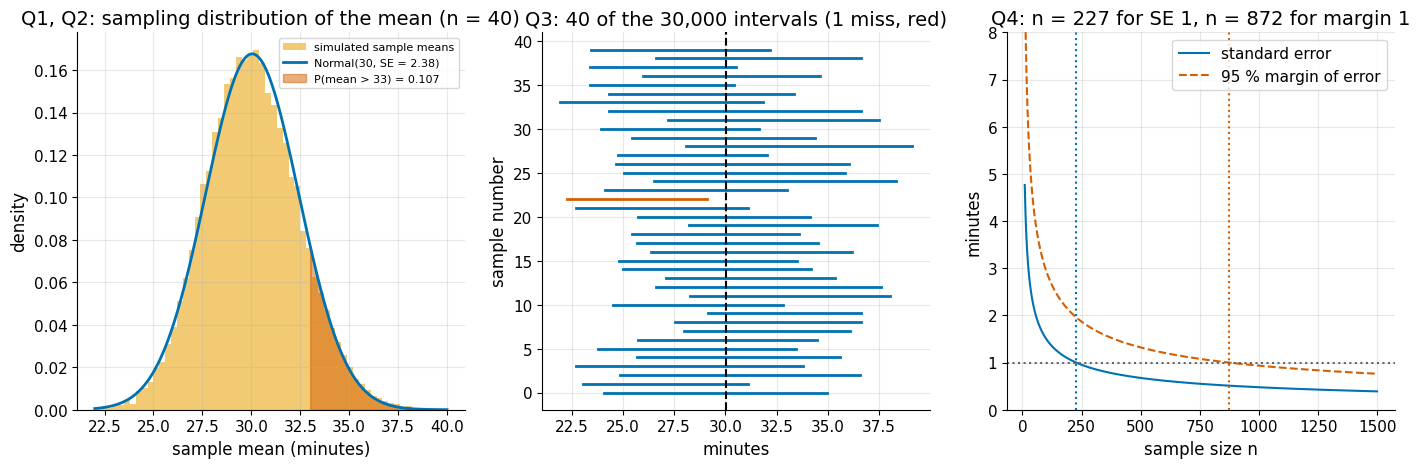 Q1, Q2: sampling distribution of the mean (n = 40)
simulated sample means
Normal(30, SE = 2.38)
P(mean > 33) = 0.107
density
0.16
0.14
0.12
0.10
0.08
0.06
0.04
0.02
0.00
22.5 25.0 27.5 30.0 32.5 35.0 37.5 40.0
sample mean (minutes)
Q3: 40 of the 30,000 intervals (1 miss, red)
sample number
40
35
30
25
20
15
10
5
0
22.5 25.0 27.5 30.0 32.5 35.0 37.5
minutes
Q4: n = 227 for SE 1, n = 872 for margin 1
standard error
95 % margin of error
minutes
8
7
6
5
4
3
2
1
0
0 250 500 750 1000 1250 1500
sample size n